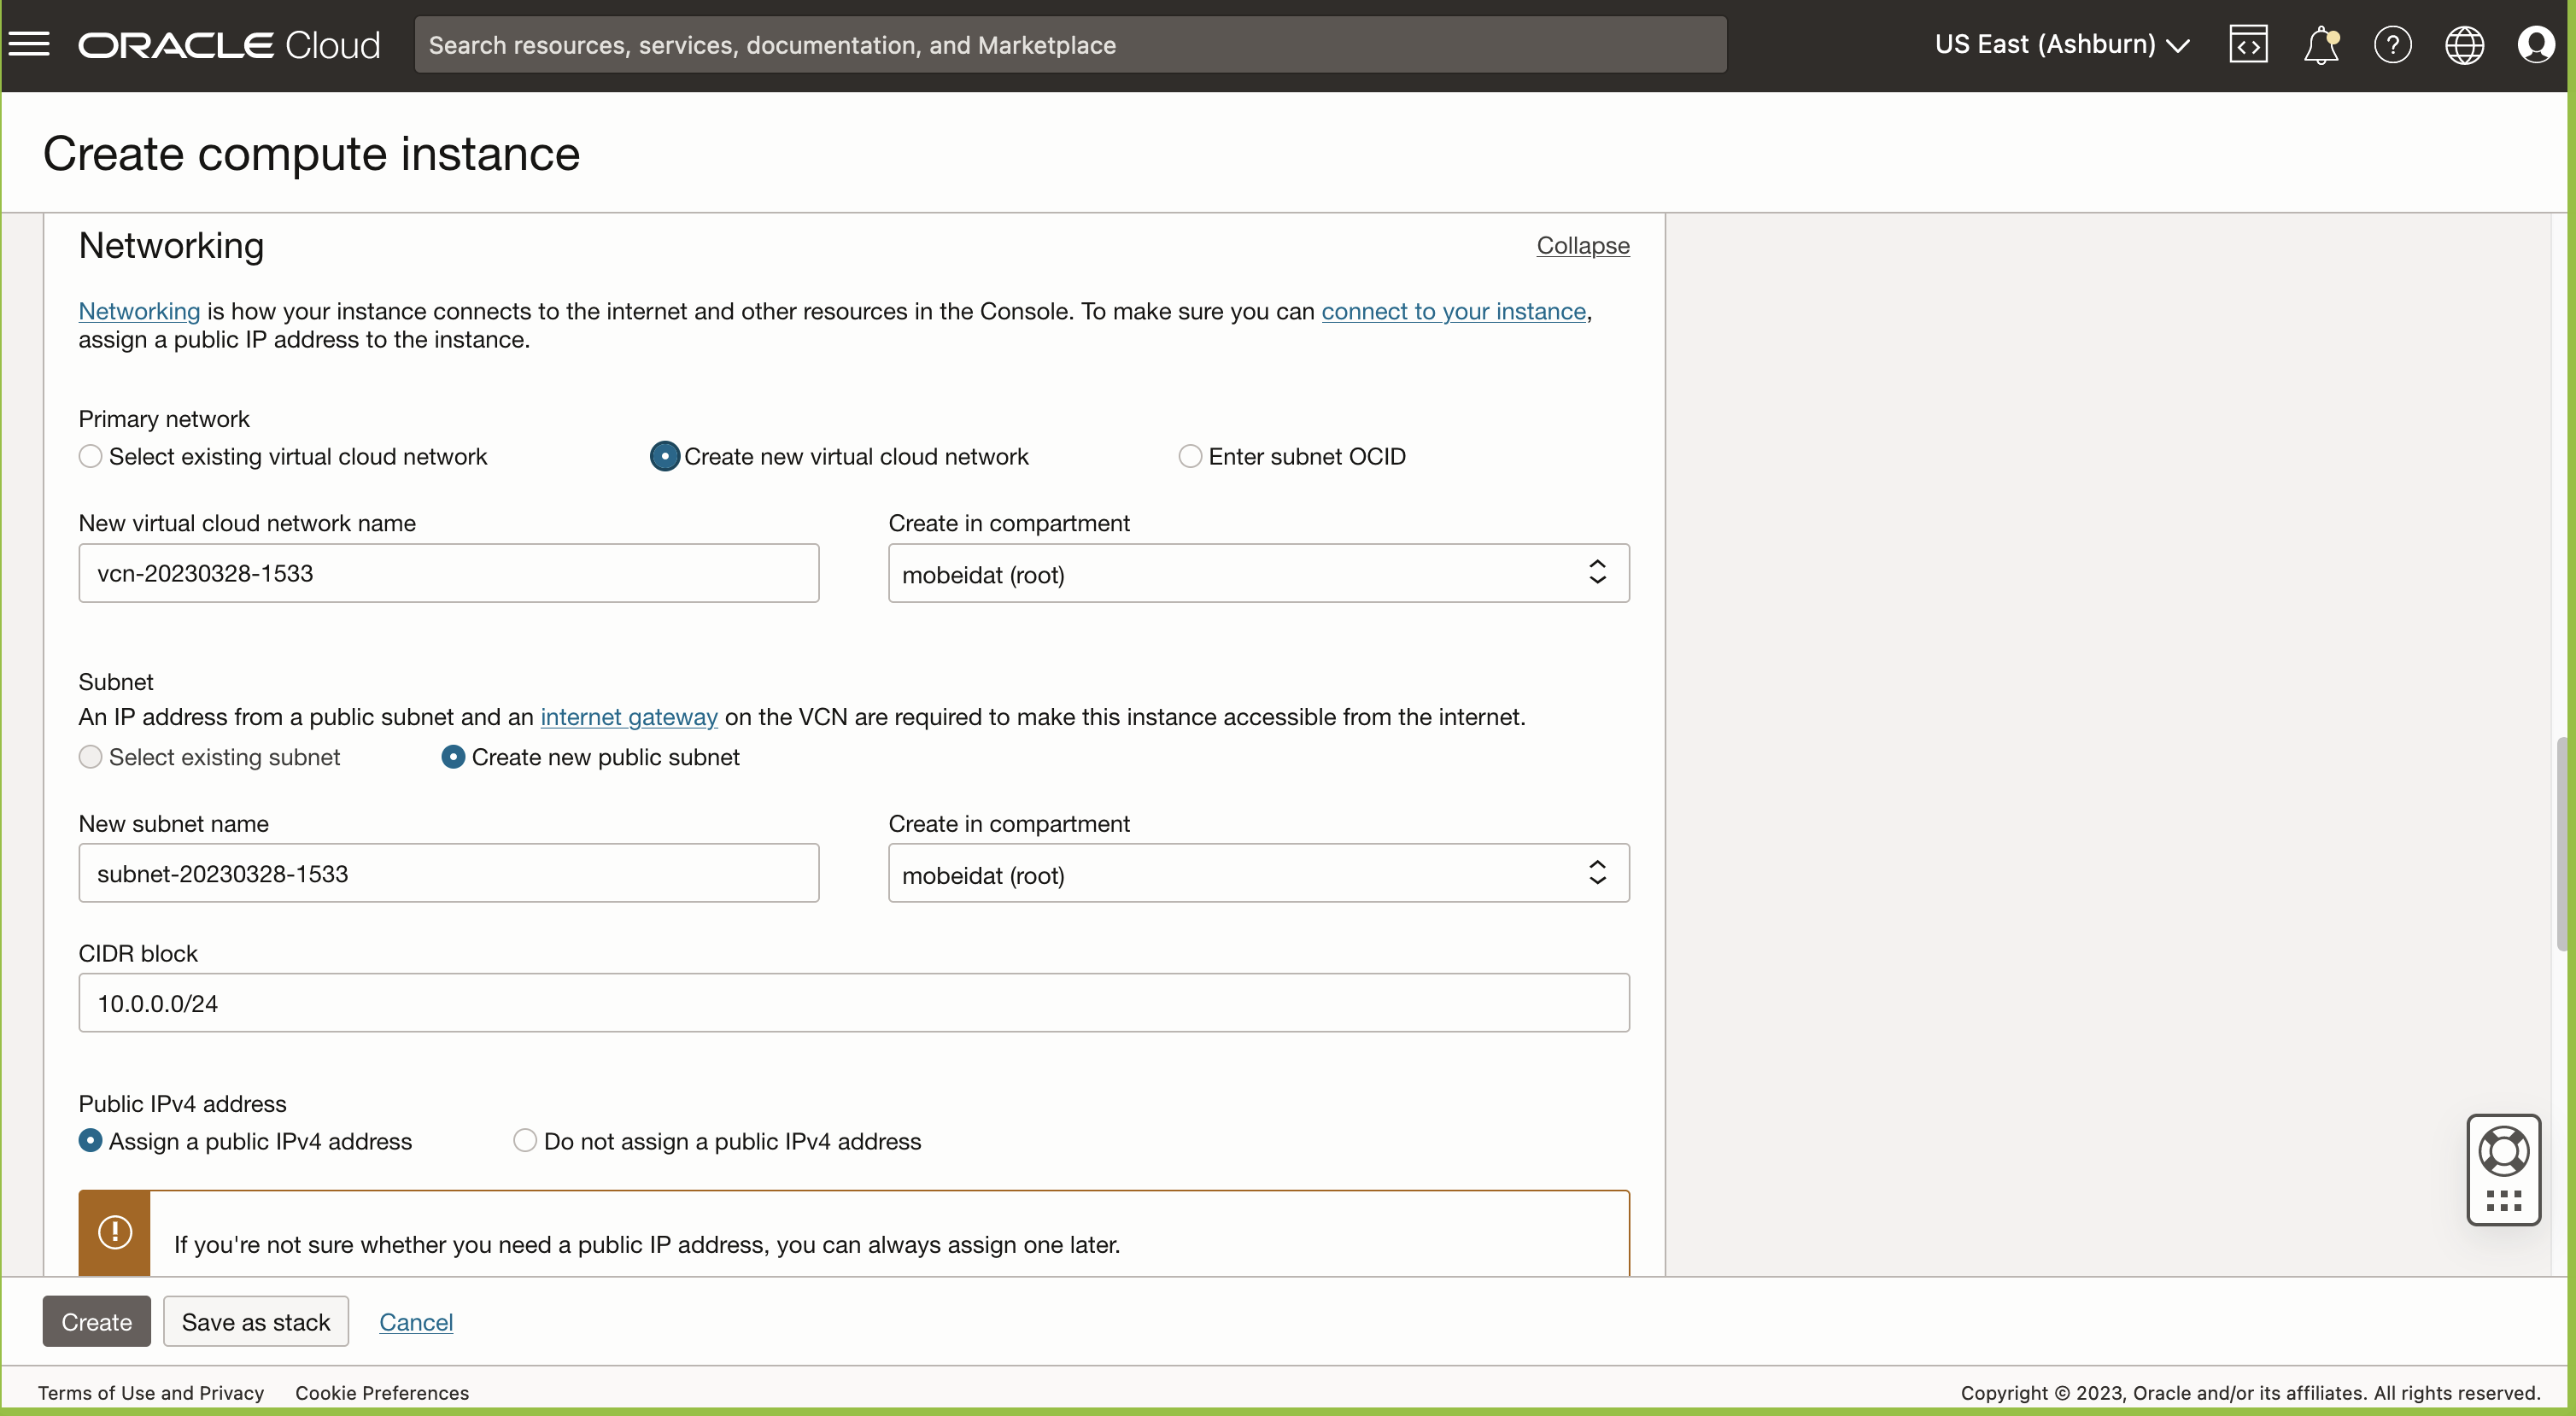 ORACLE Cloud
Search resources, services, documentation, and Marketplace
US East (Ashburn)
Create compute instance
Networking
Collapse
Networking is how your instance connects to the internet and other resources in the Console. To make sure you can connect to your instance,
assign a public IP address to the instance.
Primary network
Select existing virtual cloud network
Create new virtual cloud network
Enter subnet OCID
New virtual cloud network name
Create in compartment
vcn-20230328-1533
mobeidat (root)
Subnet
An IP address from a public subnet and an internet gateway on the VCN are required to make this instance accessible from the internet.
Select existing subnet
Create new public subnet
New subnet name
Create in compartment
subnet-20230328-1533
mobeidat (root)
CIDR block
10.0.0.0/24
Public IPv4 address
Assign a public IPv4 address
Do not assign a public IPv4 address
If you're not sure whether you need a public IP address, you can always assign one later.
Create
Save as stack
Cancel
Terms of Use and Privacy
Cookie Preferences
Copyright © 2023, Oracle and/or its affiliates. All rights reserved.